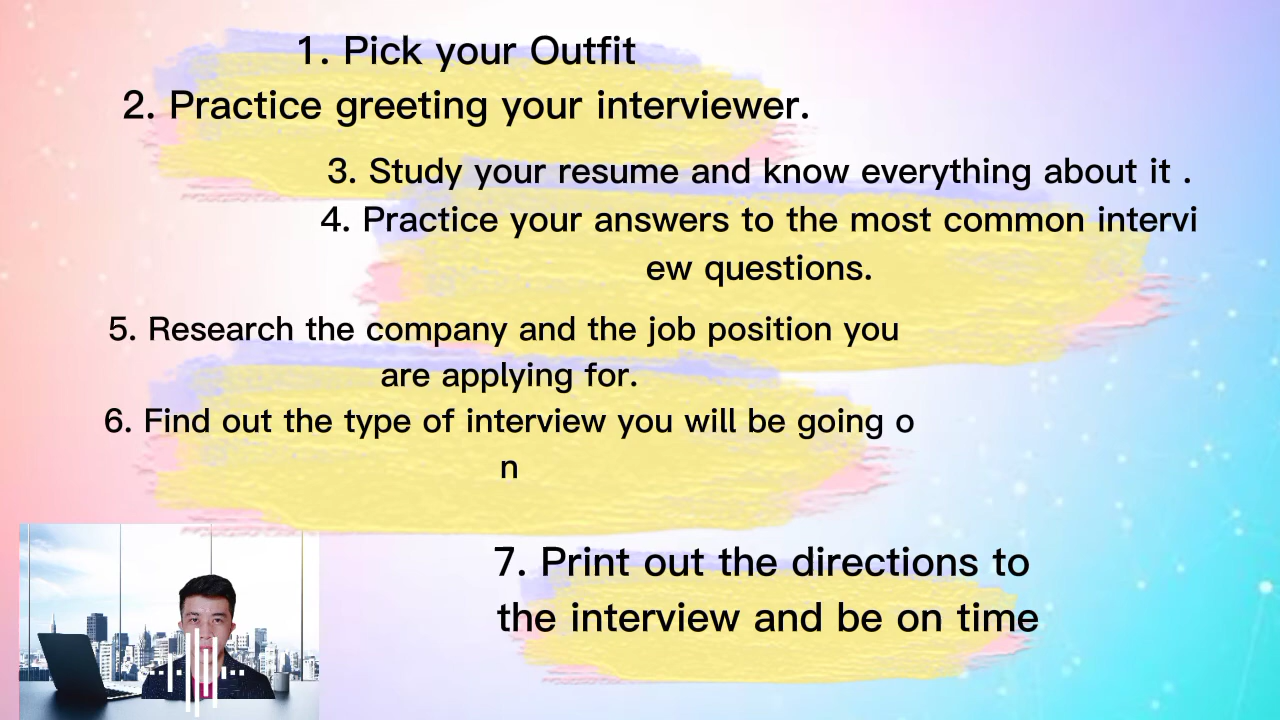 1. Pick your Outfit
2. Practice greeting your interviewer.
3. Study your resume and know everything about it .
4. Practice your answers to the most common intervi
ew questions.
5. Research the company and the job position you
are applying for.
6. Find out the type of interview you will be going o
n
7. Print out the directions to
the interview and be on time